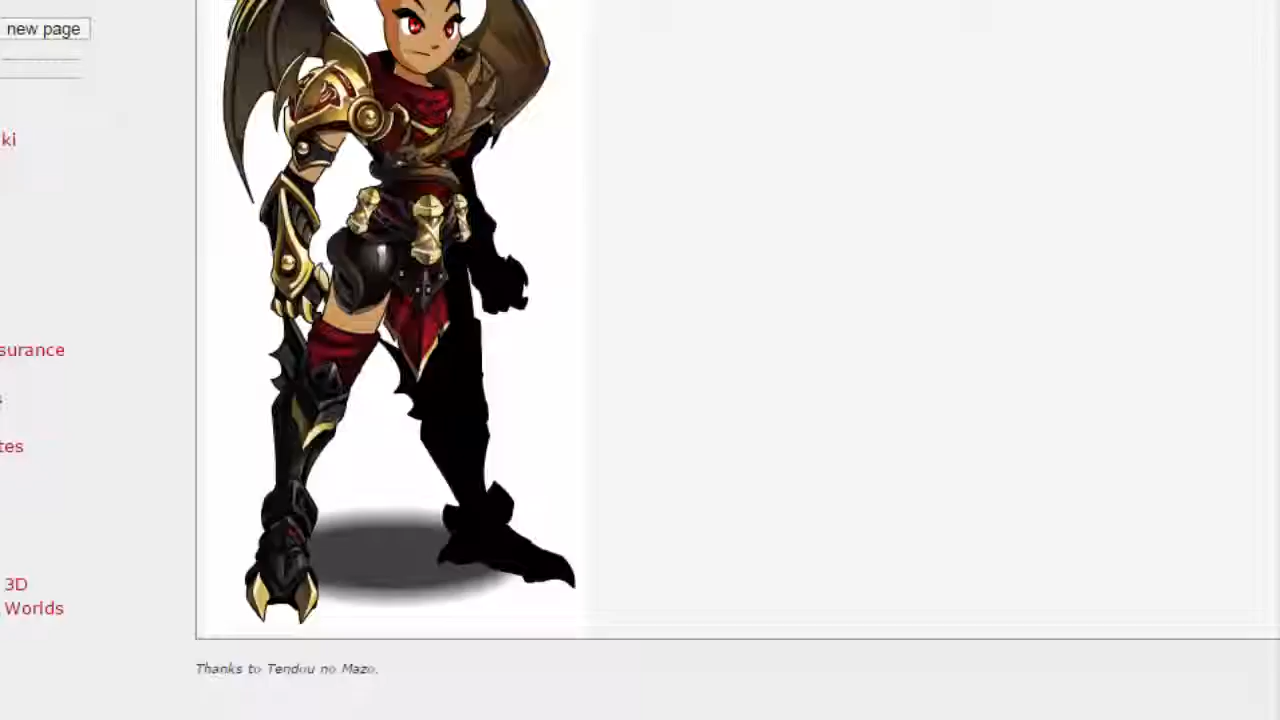 new page
ki
surance
s
tes
3D
Worlds
Thanks to Tendou no Mazo.